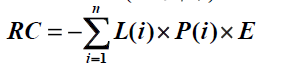 RC = -∑_{i=1}^{n} L(i) × P(i) × E